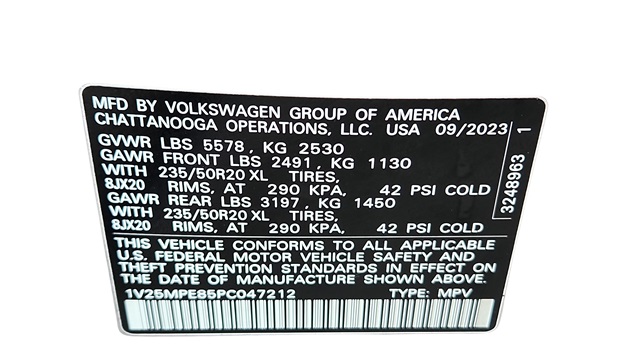 MFD BY VOLKSWAGEN GROUP OF AMERICA
CHATTANOOGA OPERATIONS, LLC. USA 09/2023
GVWR LBS 5578, KG 2530
GAWR FRONT LBS 2491, KG 1130
WITH 235/50R20 XL TIRES,
8JX20 RIMS, AT 290 KPA, 42 PSI COLD
GAWR REAR LBS 3197, KG 1450
WITH 235/50R20 XL TIRES,
8JX20 RIMS, AT 290 KPA, 42 PSI COLD
3248963 1
THIS VEHICLE CONFORMS TO ALL APPLICABLE
U.S. FEDERAL MOTOR VEHICLE SAFETY AND
THEFT PREVENTION STANDARDS IN EFFECT ON
THE DATE OF MANUFACTURE SHOWN ABOVE.
1V25MPE85PC047212 TYPE: MPV